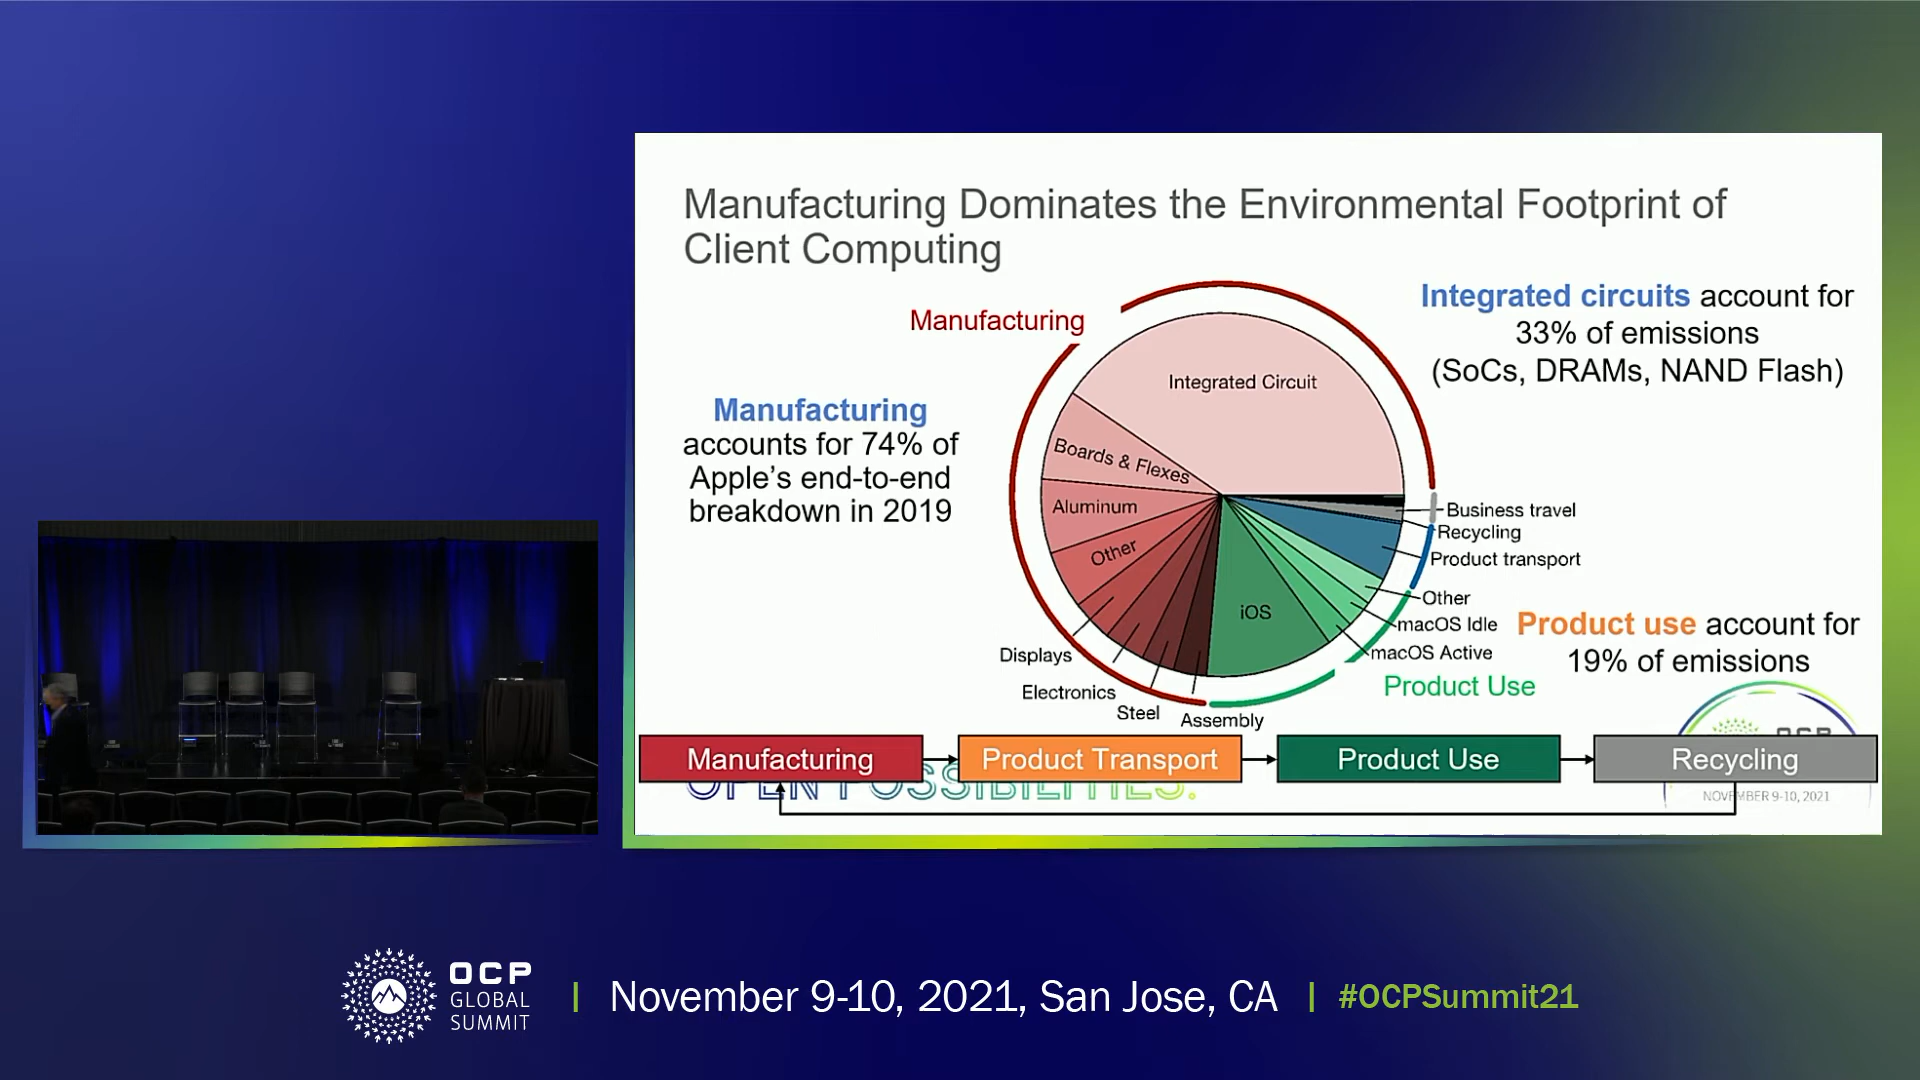 Manufacturing Dominates the Environmental Footprint of
Client Computing
Manufacturing
Integrated circuits account for
33% of emissions
(SoCs, DRAMs, NAND Flash)
Manufacturing
accounts for 74% of
Apple's end-to-end
breakdown in 2019
Integrated Circuit
Boards & Flexes
Aluminum
Other
iOS
Business travel
Recycling
Product transport
Other
macOS Idle
macOS Active
Product use account for
19% of emissions
Product Use
Displays
Electronics
Steel
Assembly
Manufacturing
Product Transport
Product Use
Recycling
OPEN POSSIBILITIES.
NOVEMBER 9-10, 2021
OCP
GLOBAL
SUMMIT
November 9-10, 2021, San Jose, CA
#OCPSummit21